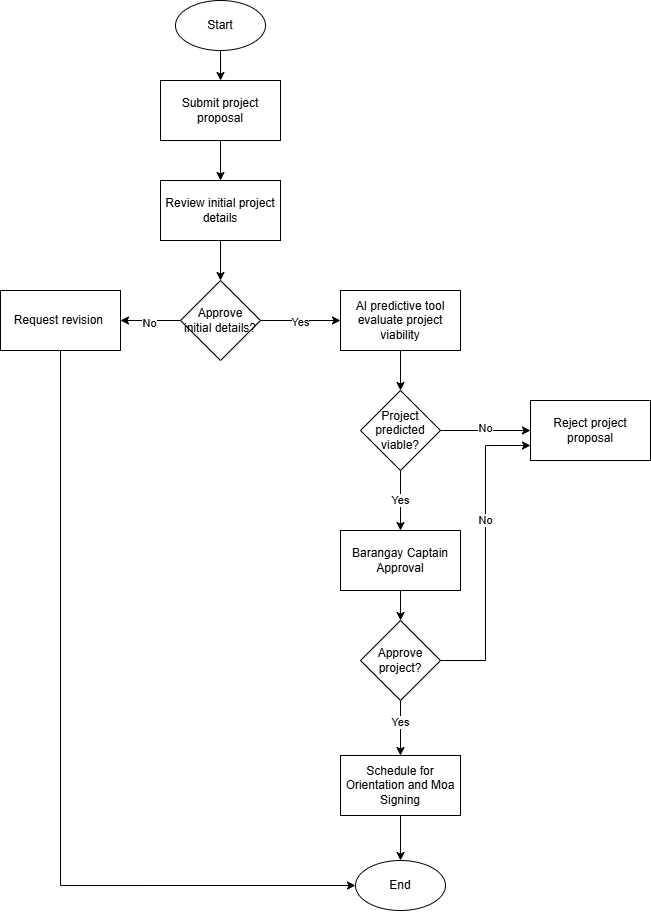 Start
Submit project
proposal
Review initial project
details
Approve
initial details?
No
Yes
Request revision
AI predictive tool
evaluate project
viability
Project
predicted
viable?
No
Reject project
proposal
Yes
No
Barangay Captain
Approval
Approve
project?
Yes
Schedule for
Orientation and Moa
Signing
End